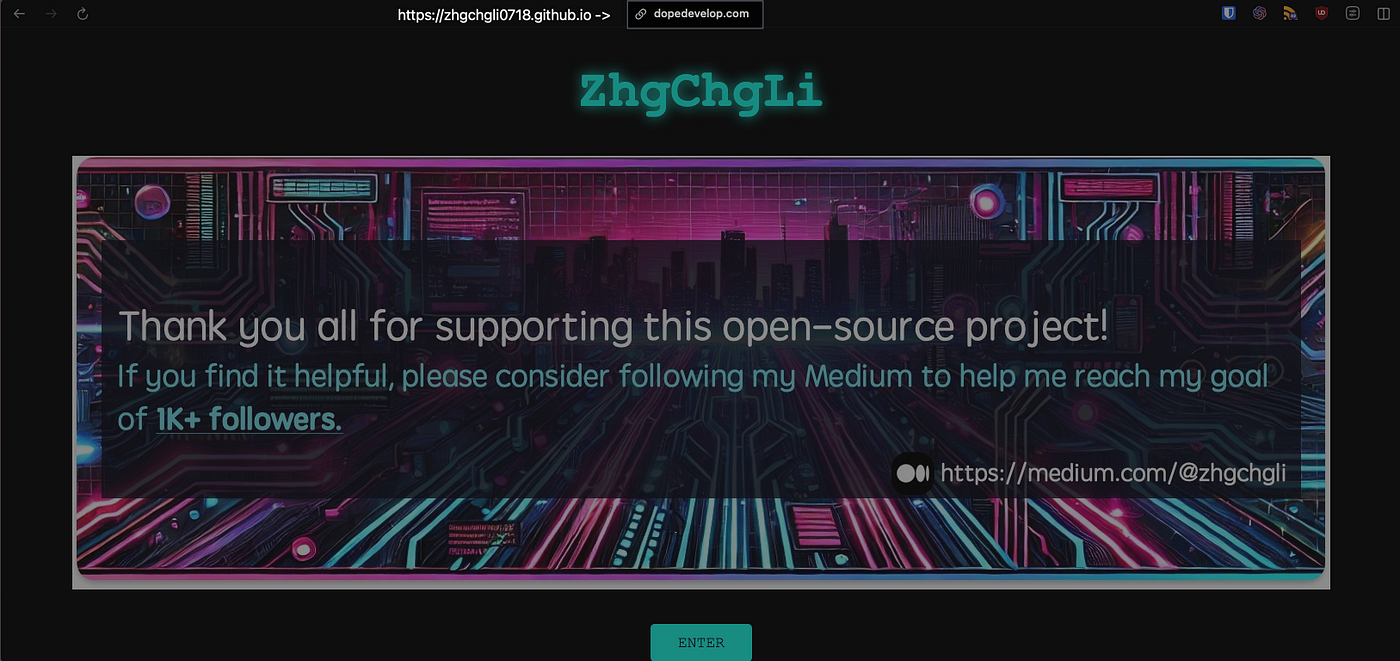 https://zhgchgli0718.github.io -> dopedevelop.com
ZhgChgLi
Thank you all for supporting this open-source project!
If you find it helpful, please consider following my Medium to help me reach my goal
of 1K+ followers.
https://medium.com/@zhgchgli
ENTER